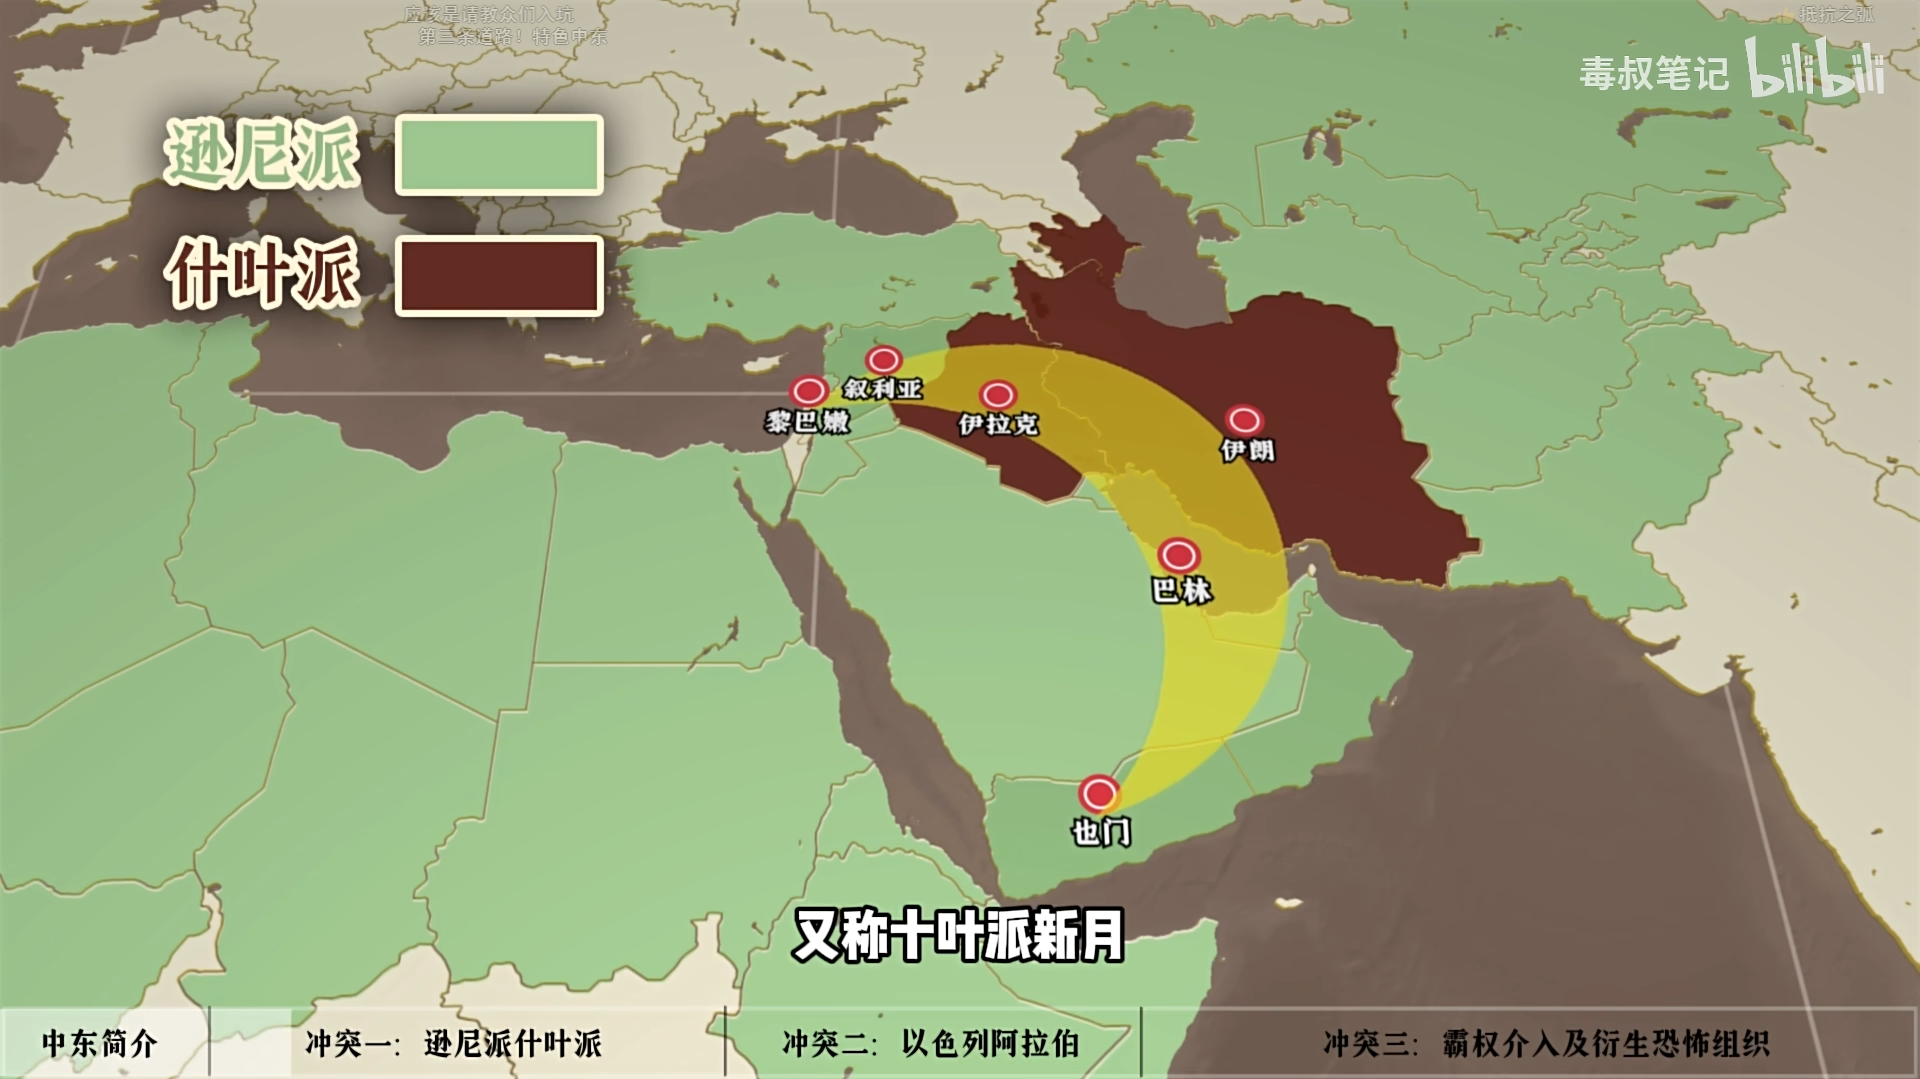 应该是请教众们入坑
第三条道路！特色中东
抵抗之弧
毒叔笔记 bilibili
逊尼派
什叶派
叙利亚
黎巴嫩
伊拉克
伊朗
巴林
也门
又称十叶派新月
中东简介
冲突一：逊尼派什叶派
冲突二：以色列阿拉伯
冲突三：霸权介入及衍生恐怖组织